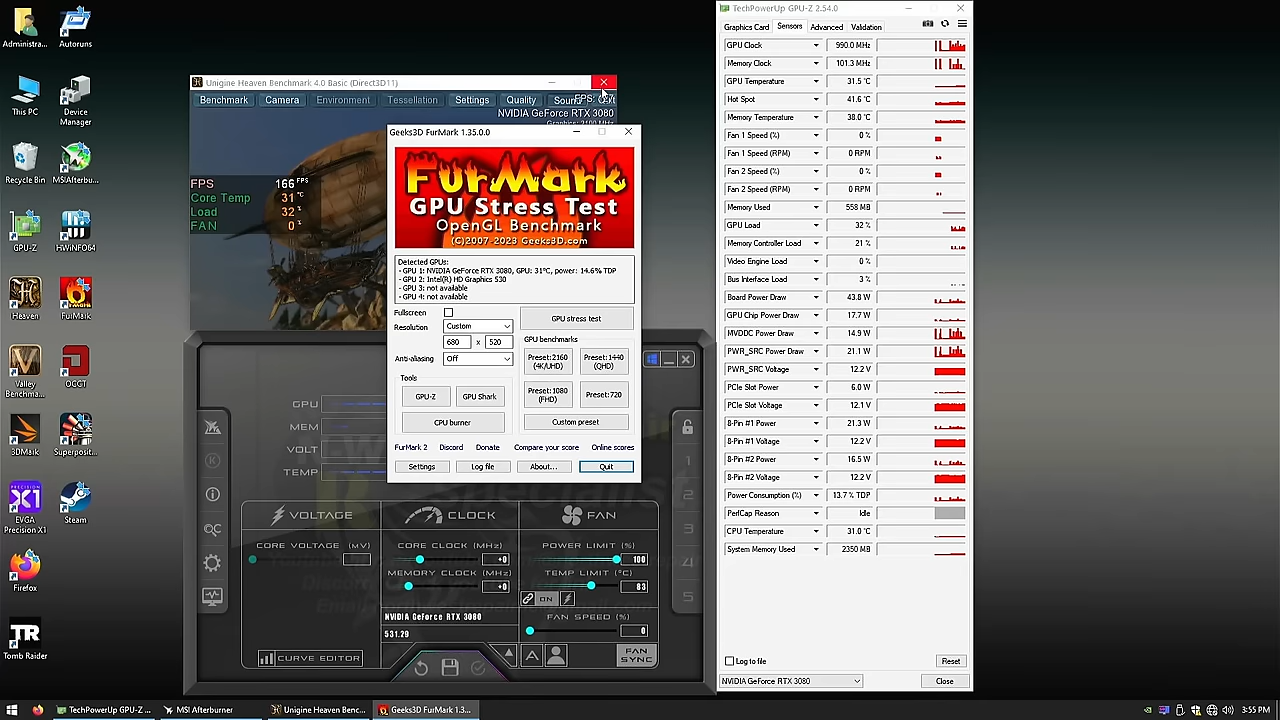 Administra...
Autoruns
PC
Device
Manager
Recycle Bin
MSIAfterbu...
GPU-Z
HWiNFO64
Heaven
FurMark
Valley
OCCT
Superposit...
EVGA
Precision X
Steam
Firefox
Tomb Raider
Unigine Heaven Benchmark 4.0 Basic (Direct3D11)
Benchmark
Camera
Environment
Tessellation
Settings
Quality
NVIDIA GeForce RTX 3080
FPS 166 FPS
Core Temp 31 °C
Load 32 %
FAN 0 %
Geeks3D FurMark 1.35.0.0
FurMark
GPU Stress Test
OpenGL Benchmark
(C)2007-2023 Geeks3D.com
Detected GPUs:
- GPU 1: NVIDIA GeForce RTX 3080, GPU: 31°C, power: 14.6% TDP
- GPU 2: Intel(R) HD Graphics 530
- GPU 3: not available
- GPU 4: not available
Fullscreen
Resolution
Custom
680 x 520
Anti-aliasing
Off
GPU stress test
GPU benchmarks
Preset:2160
(4K/UHD)
Preset:1440
(QHD)
Preset:1080
(FHD)
Preset:720
Custom preset
Tools
GPU-Z
GPU Shark
CPU burner
FurMark 2
Discord
Donate
Share your score
Online scores
Settings
Log file
About...
Quit
GPU
MEM
VOLT
TEMP
K
OC
2
3
4
5
VOLTAGE
CLOCK
FAN
CORE VOLTAGE (MV)
CORE CLOCK (MHz)
+0
POWER LIMIT (%)
100
MEMORY CLOCK (MHz)
+0
TEMP LIMIT (°C)
83
ON
NVIDIA GeForce RTX 3080
531.29
FAN SPEED (%)
0
CURVE EDITOR
A
FAN
SYNC
TechPowerUp GPU-Z 2.54.0
Graphics Card
Sensors
Advanced
Validation
GPU Clock 990.0 MHz
Memory Clock 101.3 MHz
GPU Temperature 31.5 °C
Hot Spot 41.6 °C
Memory Temperature 38.0 °C
Fan 1 Speed (%) 0 %
Fan 1 Speed (RPM) 0 RPM
Fan 2 Speed (%) 0 %
Fan 2 Speed (RPM) 0 RPM
Memory Used 558 MB
GPU Load 32 %
Memory Controller Load 21 %
Video Engine Load 0 %
Bus Interface Load 3 %
Board Power Draw 43.8 W
GPU Chip Power Draw 17.7 W
MVDDC Power Draw 14.9 W
PWR_SRC Power Draw 21.1 W
PWR_SRC Voltage 12.2 V
PCIe Slot Power 6.0 W
PCIe Slot Voltage 12.1 V
8-Pin #1 Power 21.3 W
8-Pin #1 Voltage 12.2 V
8-Pin #2 Power 16.5 W
8-Pin #2 Voltage 12.2 V
Power Consumption (%) 13.7 % TDP
PerfCap Reason Idle
CPU Temperature 31.0 °C
System Memory Used 2350 MB
Log to file
Reset
NVIDIA GeForce RTX 3080
Close
TechPowerUp GPU-Z ...
MSI Afterburner
Unigine Heaven Benc...
Geeks3D FurMark 1.3...
3:55 PM